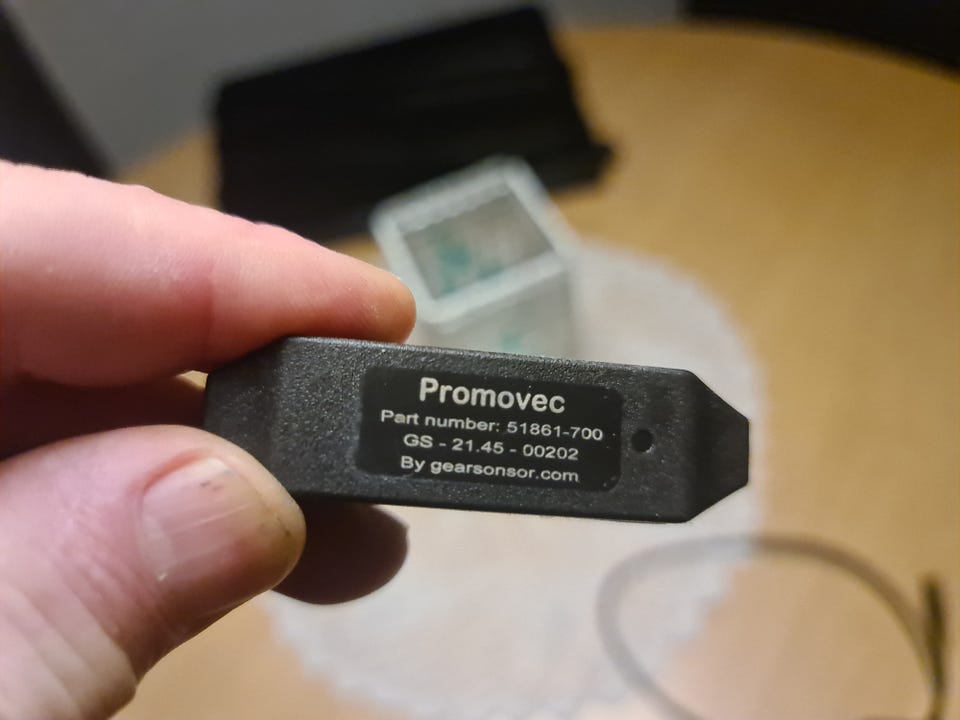 Promovec
Part number: 51861-700
GS - 21.45 - 00202
By gearsonsor.com